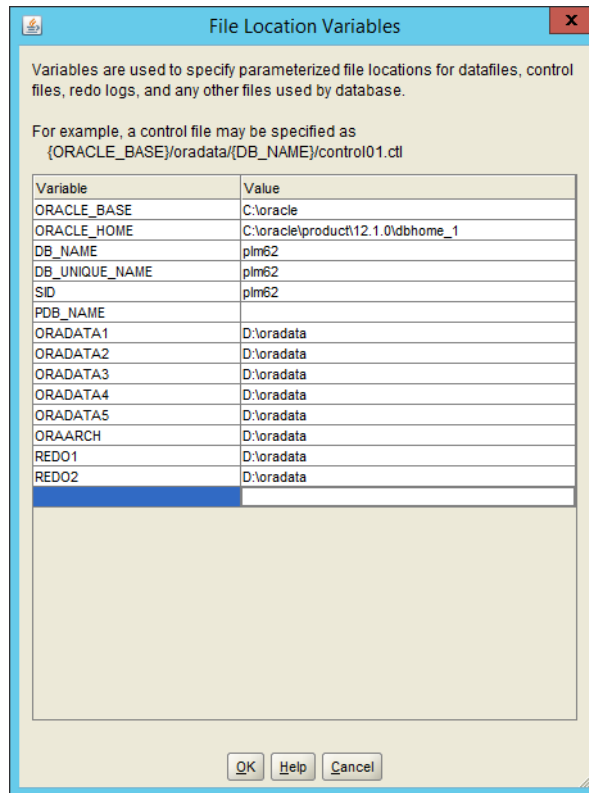 File Location Variables
x
Variables are used to specify parameterized file locations for datafiles, control
files, redo logs, and any other files used by database.
For example, a control file may be specified as
{ORACLE_BASE}/oradata/{DB_NAME}/control01.ctl
Variable Value
ORACLE_BASE C:\oracle
ORACLE_HOME C:\oracle\product\12.1.0\dbhome_1
DB_NAME plm62
DB_UNIQUE_NAME plm62
SID plm62
PDB_NAME
ORADATA1 D:\oradata
ORADATA2 D:\oradata
ORADATA3 D:\oradata
ORADATA4 D:\oradata
ORADATA5 D:\oradata
ORAARCH D:\oradata
REDO1 D:\oradata
REDO2 D:\oradata
OK Help Cancel